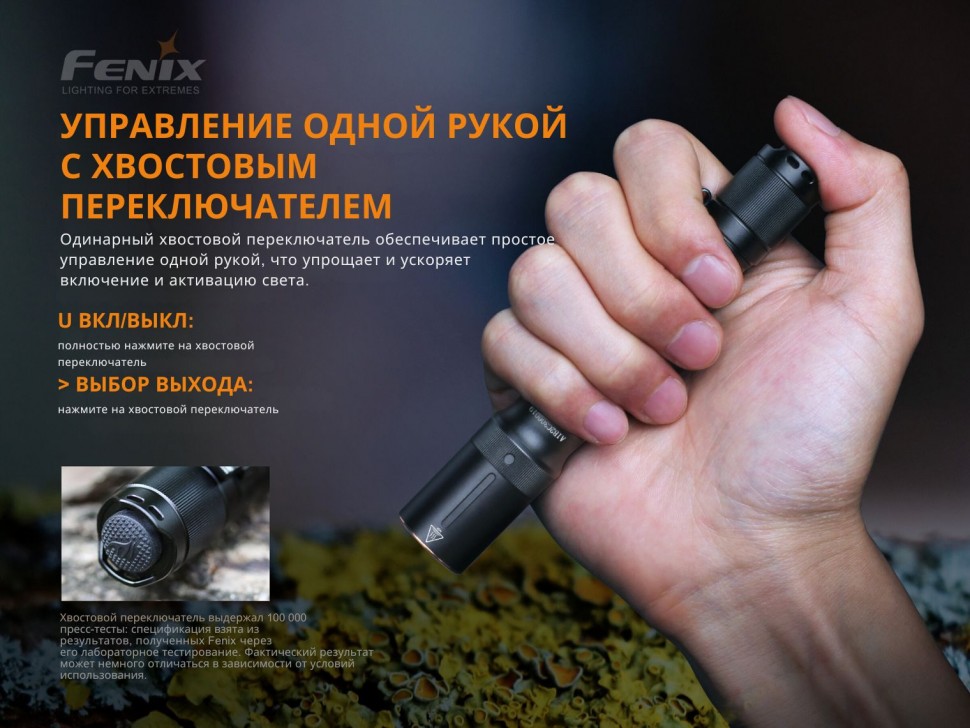 FENIX
LIGHTING FOR EXTREMES
УПРАВЛЕНИЕ ОДНОЙ РУКОЙ
С ХВОСТОВЫМ
ПЕРЕКЛЮЧАТЕЛЕМ
Одинарный хвостовой переключатель обеспечивает простое
управление одной рукой, что упрощает и ускоряет
включение и активацию света.
U ВКЛ/ВЫКЛ:
полностью нажмите на хвостовой
переключатель
> ВЫБОР ВЫХОДА:
нажмите на хвостовой переключатель
Хвостовой переключатель выдержал 100 000
пресс-тесты: спецификация взята из
результатов, полученных Fenix через
его лабораторное тестирование. Фактический результат
может немного отличаться в зависимости от условий
использования.